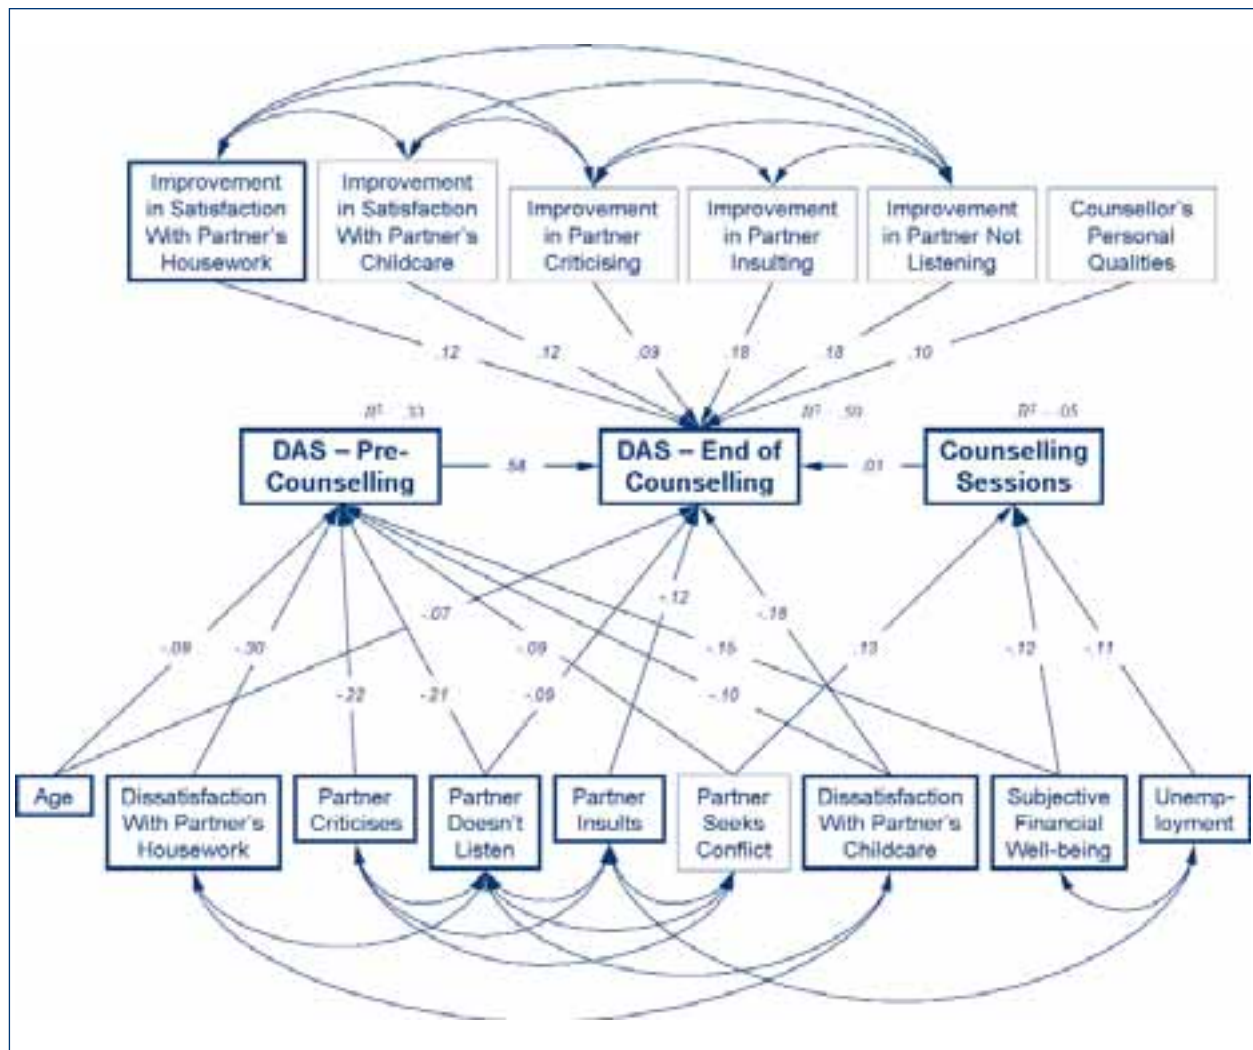 Improvement
in Satisfaction
With Partner's
Housework
Improvement
in Satisfaction
With Partner's
Childcare
Improvement
in Partner
Criticising
Improvement
in Partner
Insulting
Improvement
in Partner Not
Listening
Counsellor's
Personal
Qualities
.12
.12
.09
.18
.18
.10
R²
R²
R²
DAS – Pre-
Counselling
.58
DAS – End of
Counselling
.01
Counselling
Sessions
-.09
-.30
-.22
-.07
-.21
-.09
-.12
-.09
-.10
-.18
-.15
.13
-.12
-.11
Age
Dissatisfaction
With Partner's
Housework
Partner
Criticises
Partner
Doesn't
Listen
Partner
Insults
Partner
Seeks
Conflict
Dissatisfaction
With Partner's
Childcare
Subjective
Financial
Well-being
Unemp-
loyment